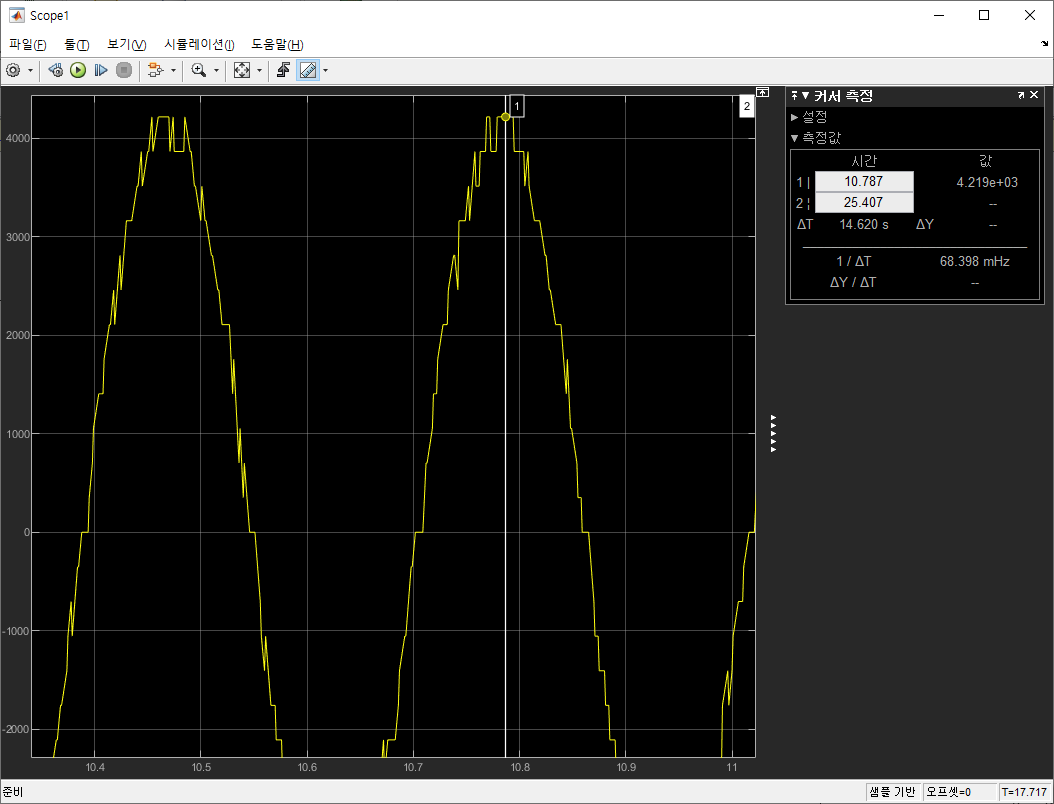 Scope1
파일(F) 툴(T) 보기(V) 시뮬레이션(I) 도움말(H)
1
2
4000
3000
2000
1000
0
-1000
-2000
10.4 10.5 10.6 10.7 10.8 10.9 11
커서 측정
설정
측정값
시간 값
1 | 10.787 4.219e+03
2 ¦ 25.407 --
ΔT 14.620 s ΔY --
1 / ΔT 68.398 mHz
ΔY / ΔT --
준비 샘플 기반 오프셋=0 T=17.717